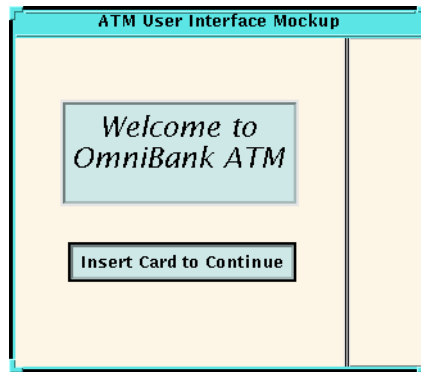 ATM User Interface Mockup
Welcome to
OmniBank ATM
Insert Card to Continue